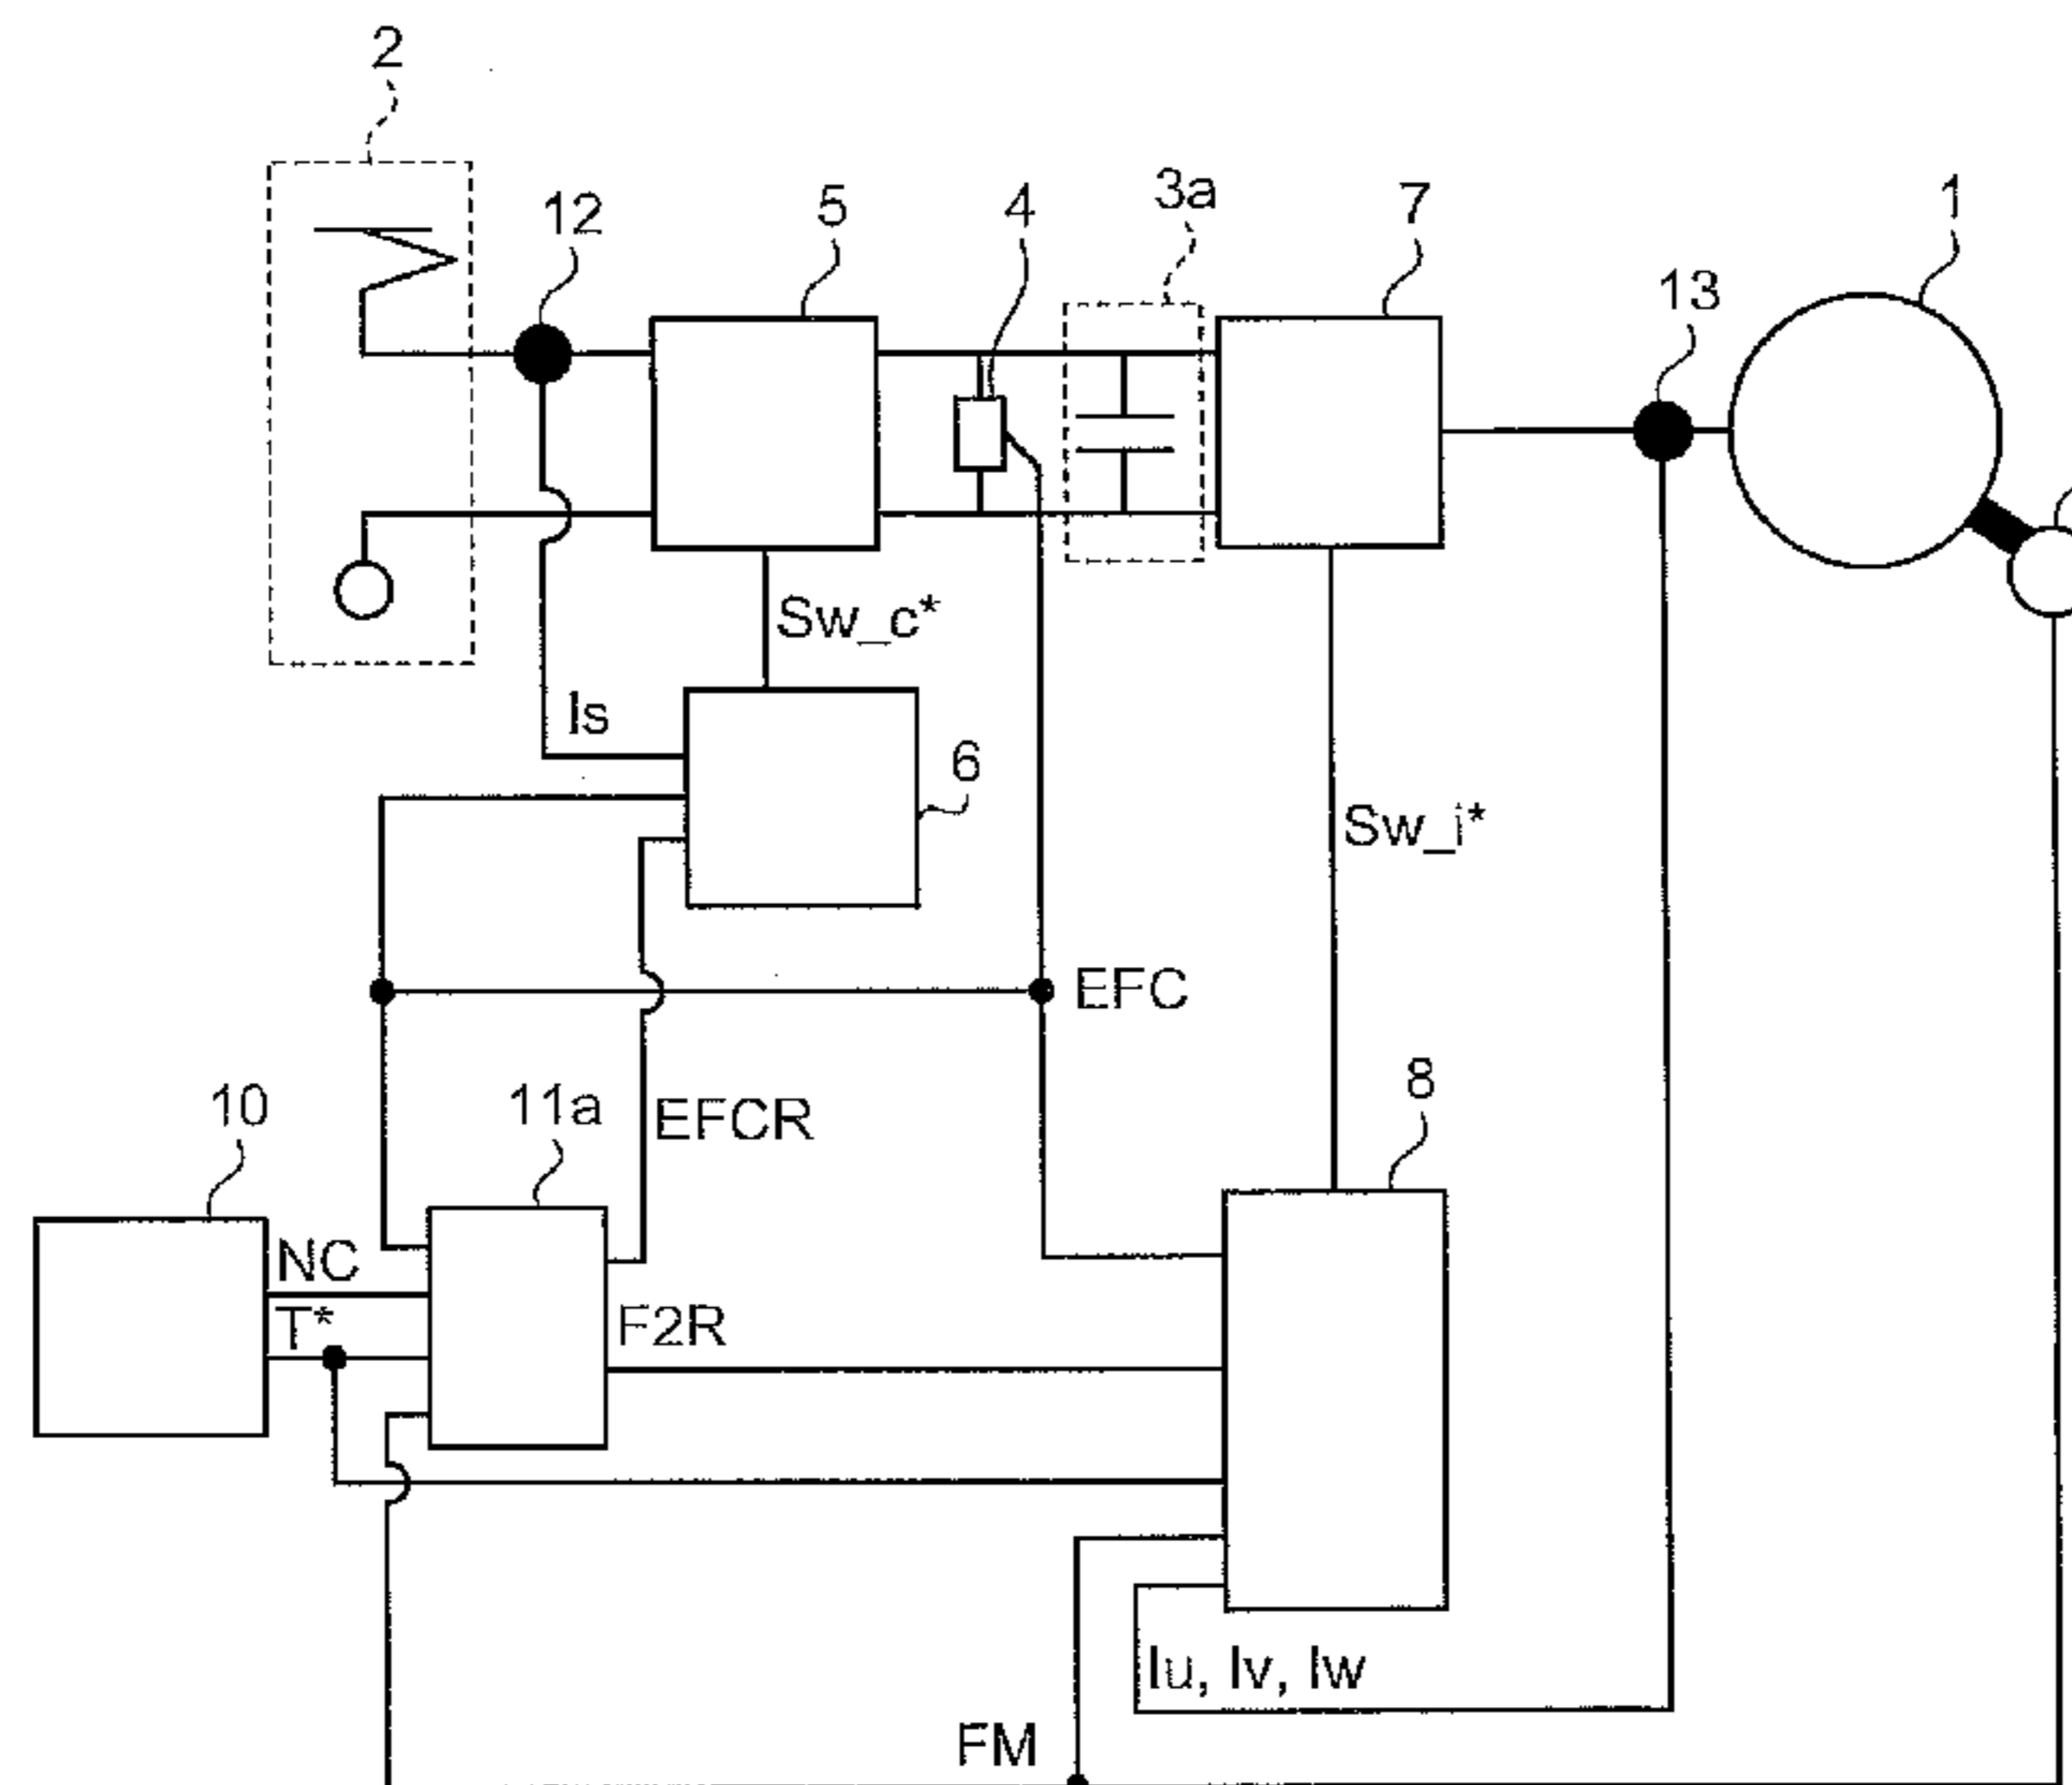 2
12
5
4
3a
7
13
1
Sw_c*
Is
6
Sw_i*
EFC
10
11a
EFCR
8
NC
T*
F2R
Iu, Iv, Iw
FM